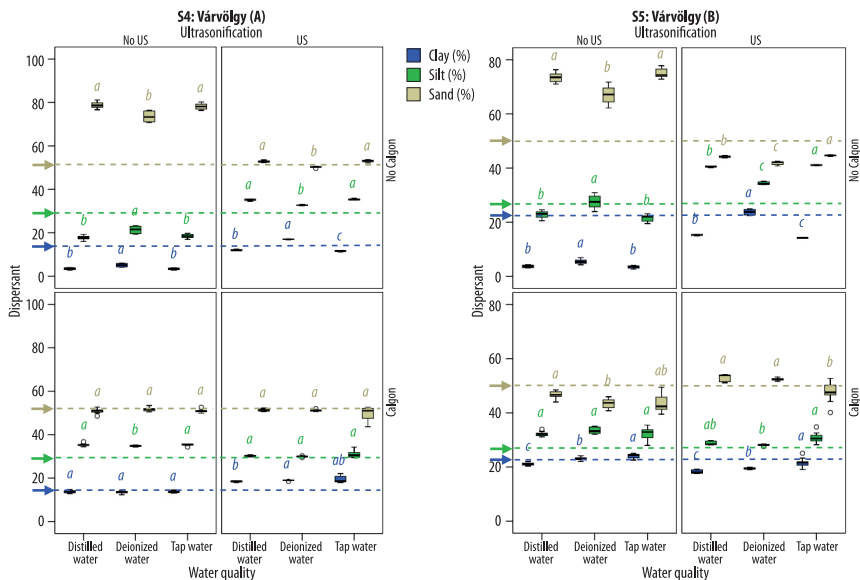 S4: Várvölgy (A)
Ultrasonification
No US
US
100
80
60
40
20
0
a
b
a
a
b
a
b
a
b
a
b
a
b
a
b
b
a
c
No Calgon
100
80
60
40
20
0
a
a
a
a
a
a
a
b
a
a
a
a
a
a
a
b
a
ab
Calgon
Dispersant
Distilled water
Deionized water
Tap water
Distilled water
Deionized water
Tap water
Water quality
Clay (%)
Silt (%)
Sand (%)
S5: Várvölgy (B)
Ultrasonification
No US
US
80
60
40
20
0
a
b
a
b
c
a
b
a
b
b
c
a
b
a
b
b
a
c
No Calgon
80
60
40
20
0
a
b
ab
a
a
b
a
a
a
ab
b
a
c
b
a
c
b
a
Calgon
Dispersant
Distilled water
Deionized water
Tap water
Distilled water
Deionized water
Tap water
Water quality